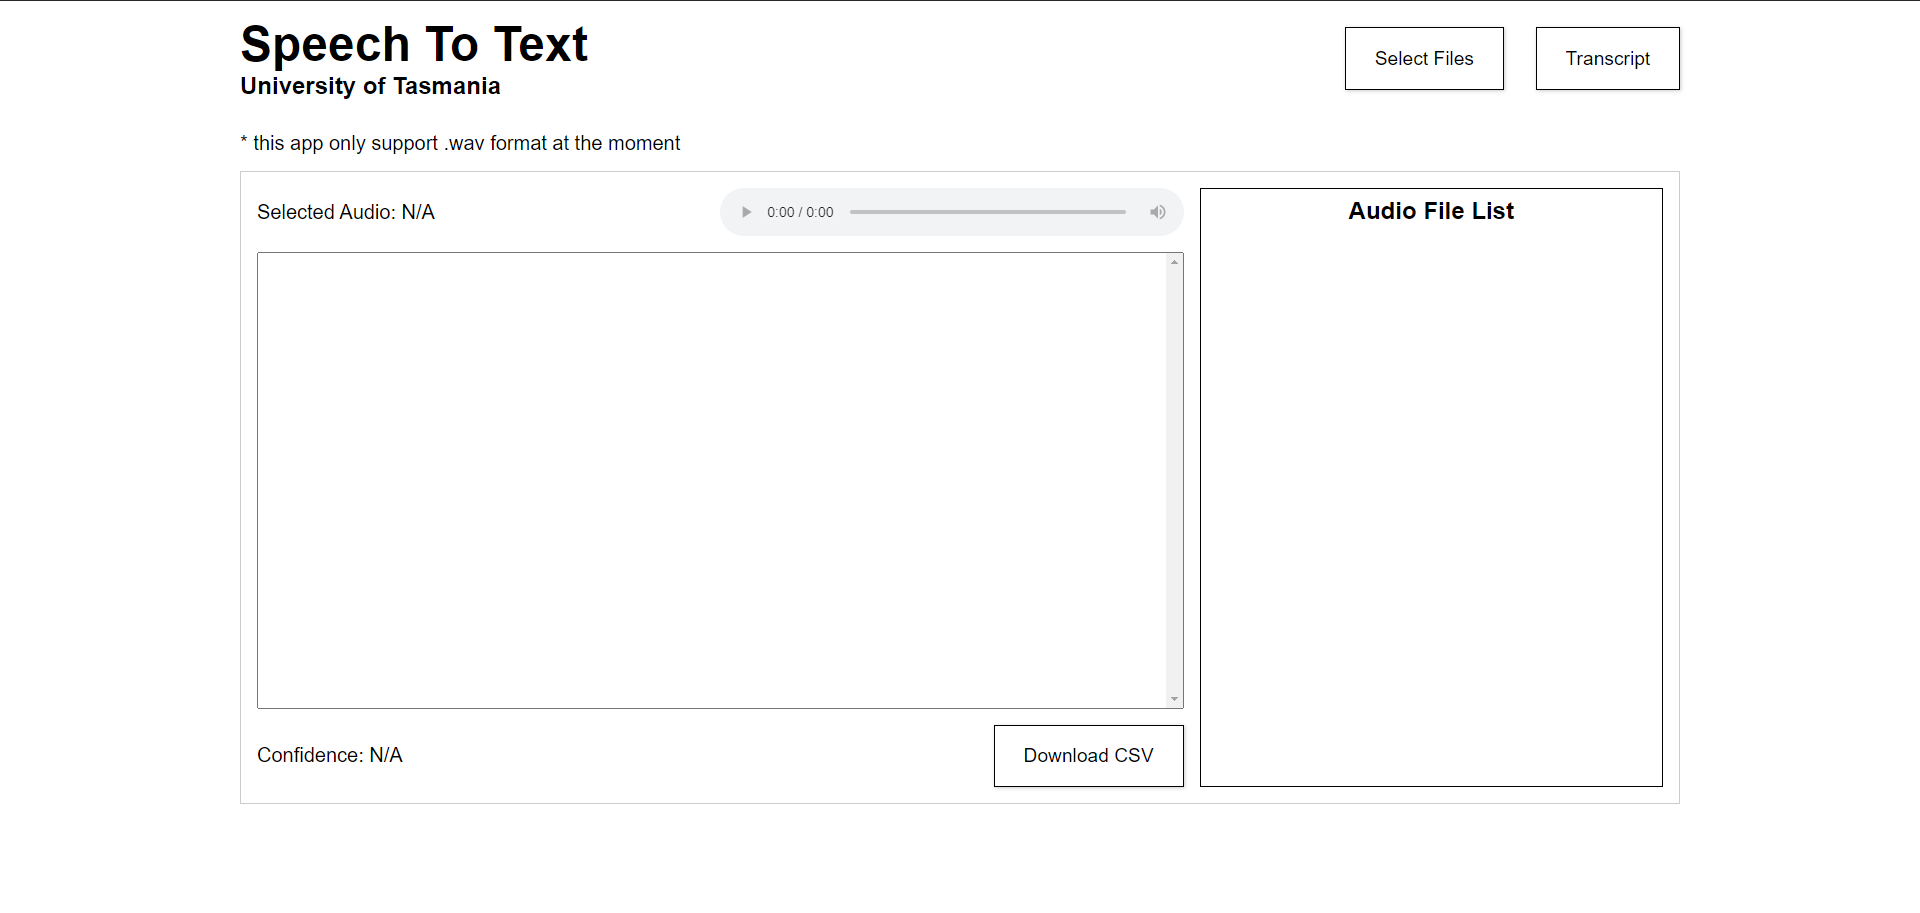 Speech To Text
University of Tasmania
Select Files
Transcript
* this app only support .wav format at the moment
Selected Audio: N/A
0:00 / 0:00
Audio File List
Confidence: N/A
Download CSV